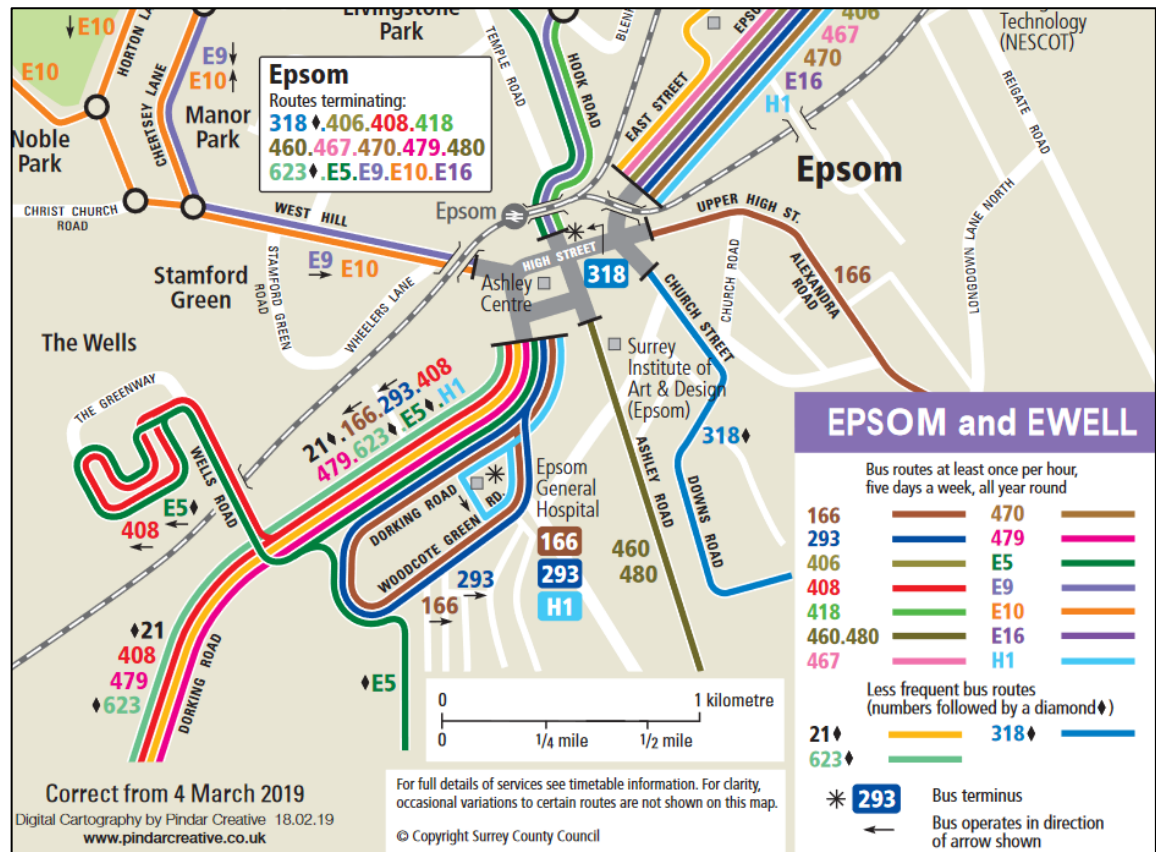 E10
HORTON LA
E10
CHERTSEY LANE
E9
E10
Manor
Park
Noble
Park
Livingstone
Park
TEMPLE ROAD
BLENH
HOOK ROAD
EAST STREET
EPSO
406
467
470
E16
H1
Technology
(NESCOT)
REIGATE ROAD
LONGDOWN
LANE NORTH
Epsom
Routes terminating:
318♦.406.408.418
460.467.470.479.480
623♦.E5.E9.E10.E16
Epsom
Epsom
CHRIST CHURCH
ROAD
WEST HILL
E9
E10
Stamford
Green
STAMFORD GREEN
ROAD
WHEELERS LANE
HIGH STREET
318
Ashley
Centre
UPPER HIGH ST.
ALEXANDRA
ROAD
166
CHURCH ROAD
CHURCH STREET
Surrey
Institute of
Art & Design
(Epsom)
318♦
DOWNS ROAD
ASHLEY ROAD
460
480
The Wells
THE GREENWAY
WELLS ROAD
E5♦
408
21♦.166.293.408
479.623♦.E5♦.H1
DORKING ROAD
WOODCOTE GREEN RD.
Epsom
General
Hospital
166
293
H1
293
166
♦21
408
479
♦623
DORKING ROAD
♦E5
0 1 kilometre
0 1/4 mile 1/2 mile
For full details of services see timetable information. For clarity,
occasional variations to certain routes are not shown on this map.
© Copyright Surrey County Council
Correct from 4 March 2019
Digital Cartography by Pindar Creative 18.02.19
www.pindarcreative.co.uk
EPSOM and EWELL
Bus routes at least once per hour,
five days a week, all year round
166 470
293 479
406 E5
408 E9
418 E10
460.480 E16
467 H1
Less frequent bus routes
(numbers followed by a diamond♦)
21♦ 318♦
623♦
293 Bus terminus
Bus operates in direction
of arrow shown